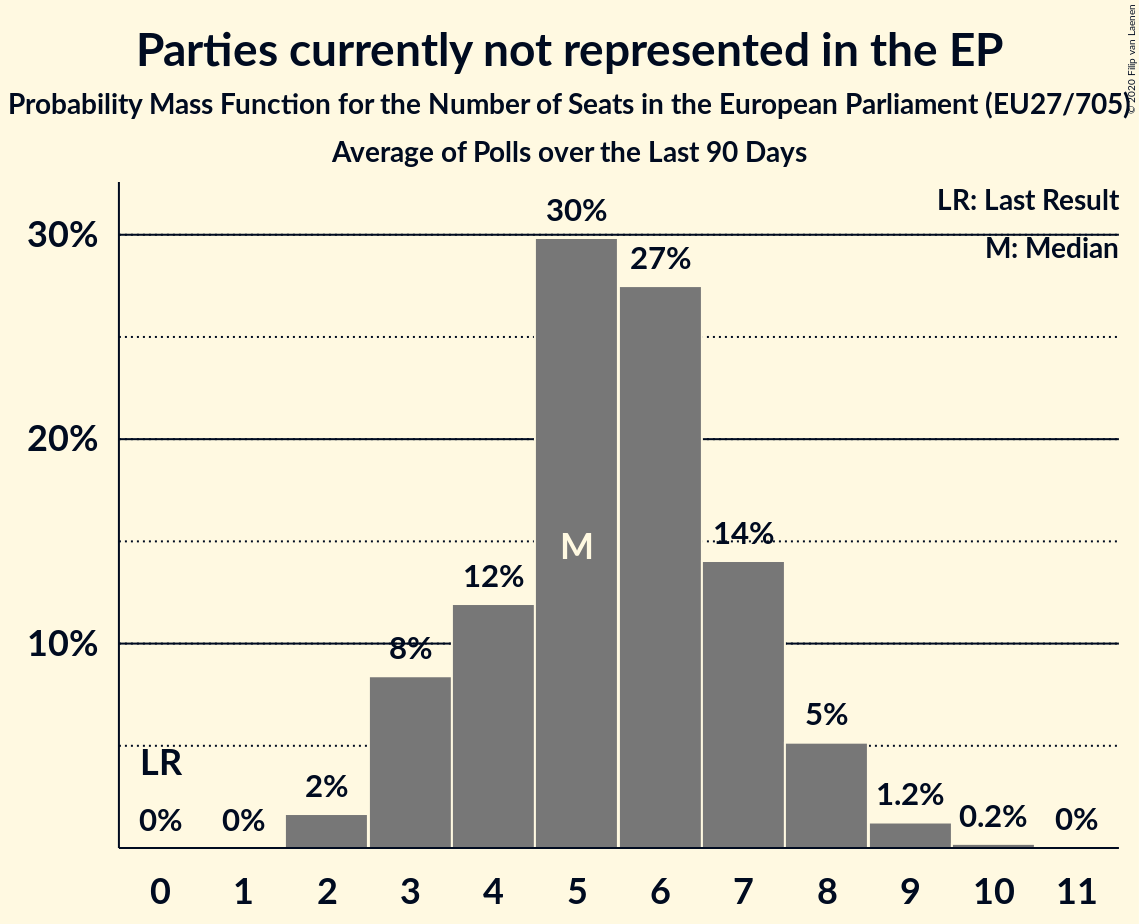 Parties currently not represented in the EP
Probability Mass Function for the Number of Seats in the European Parliament (EU27/705)
Average of Polls over the Last 90 Days
© 2020 Filip van Laenen
LR: Last Result
M: Median
30%
20%
10%
30%
27%
14%
12%
8%
5%
2%
1.2%
0.2%
0%
0%
0%
LR
M
0 1 2 3 4 5 6 7 8 9 10 11